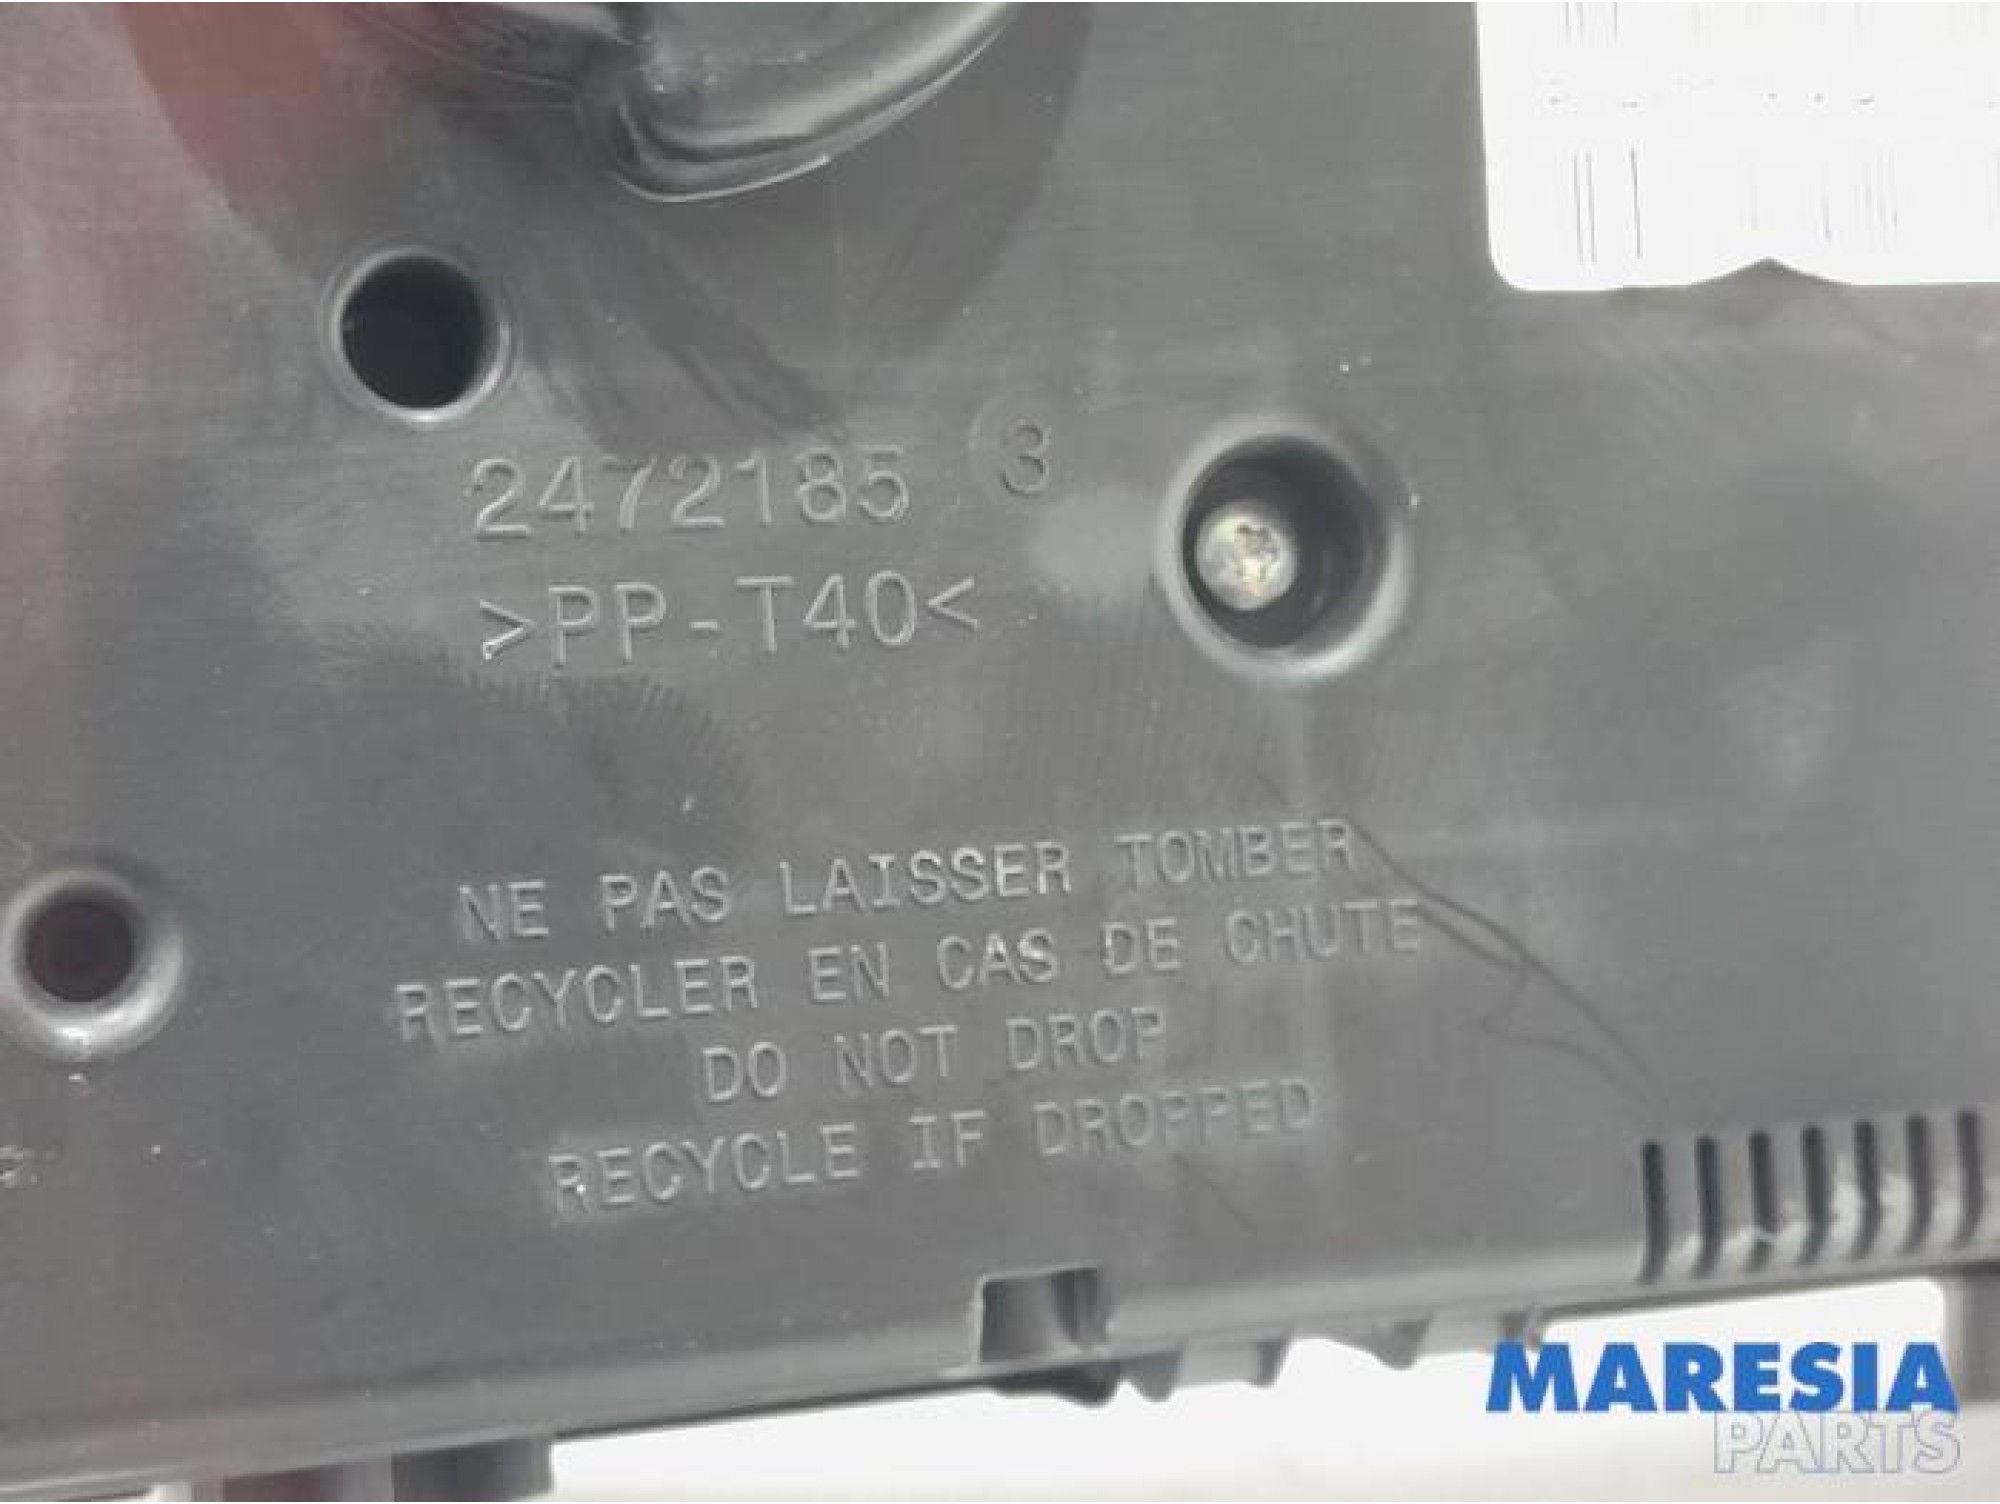 2472185 3
>PP-T40<
NE PAS LAISSER TOMBER
RECYCLER EN CAS DE CHUTE
DO NOT DROP
RECYCLE IF DROPPED
MARESIA
PARTS